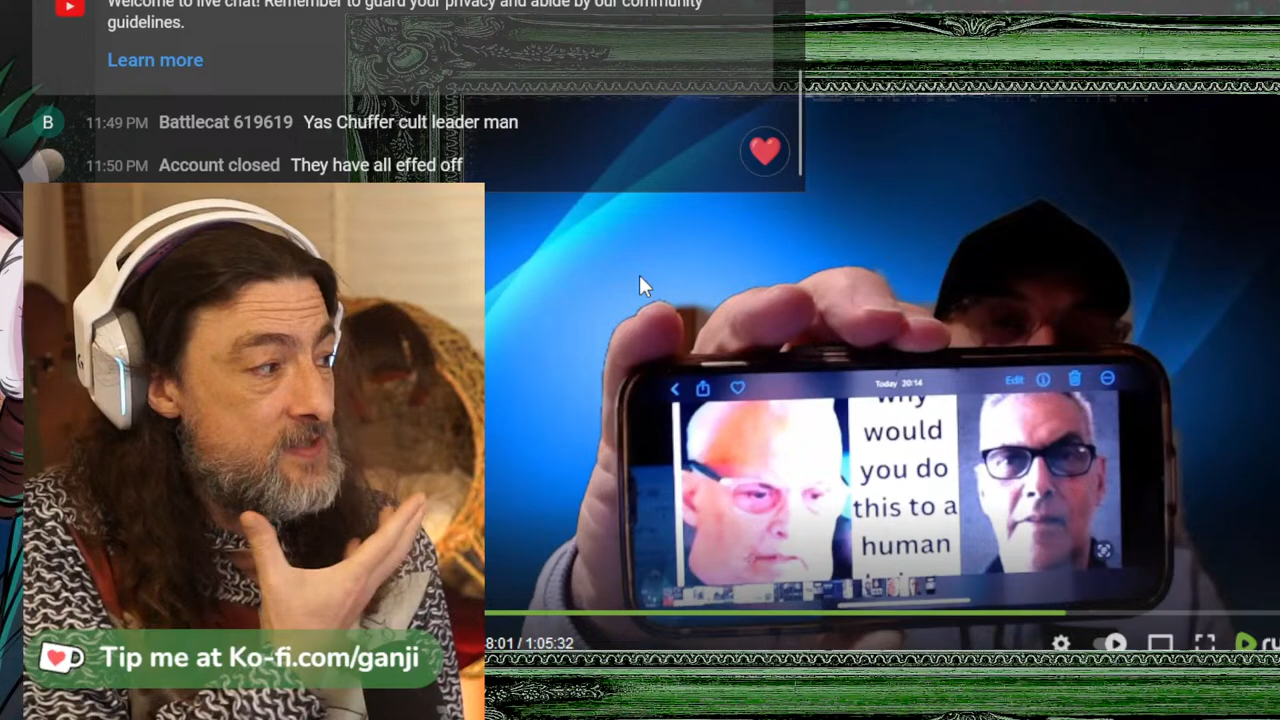 Welcome to live chat! Remember to guard your privacy and abide by our community
guidelines.
Learn more
B 11:49 PM Battlecat 619619 Yas Chuffer cult leader man
11:50 PM Account closed They have all effed off
Today 20:14
Edit
why
would
you do
this to a
human
8:01 / 1:05:32
Tip me at Ko-fi.com/ganji